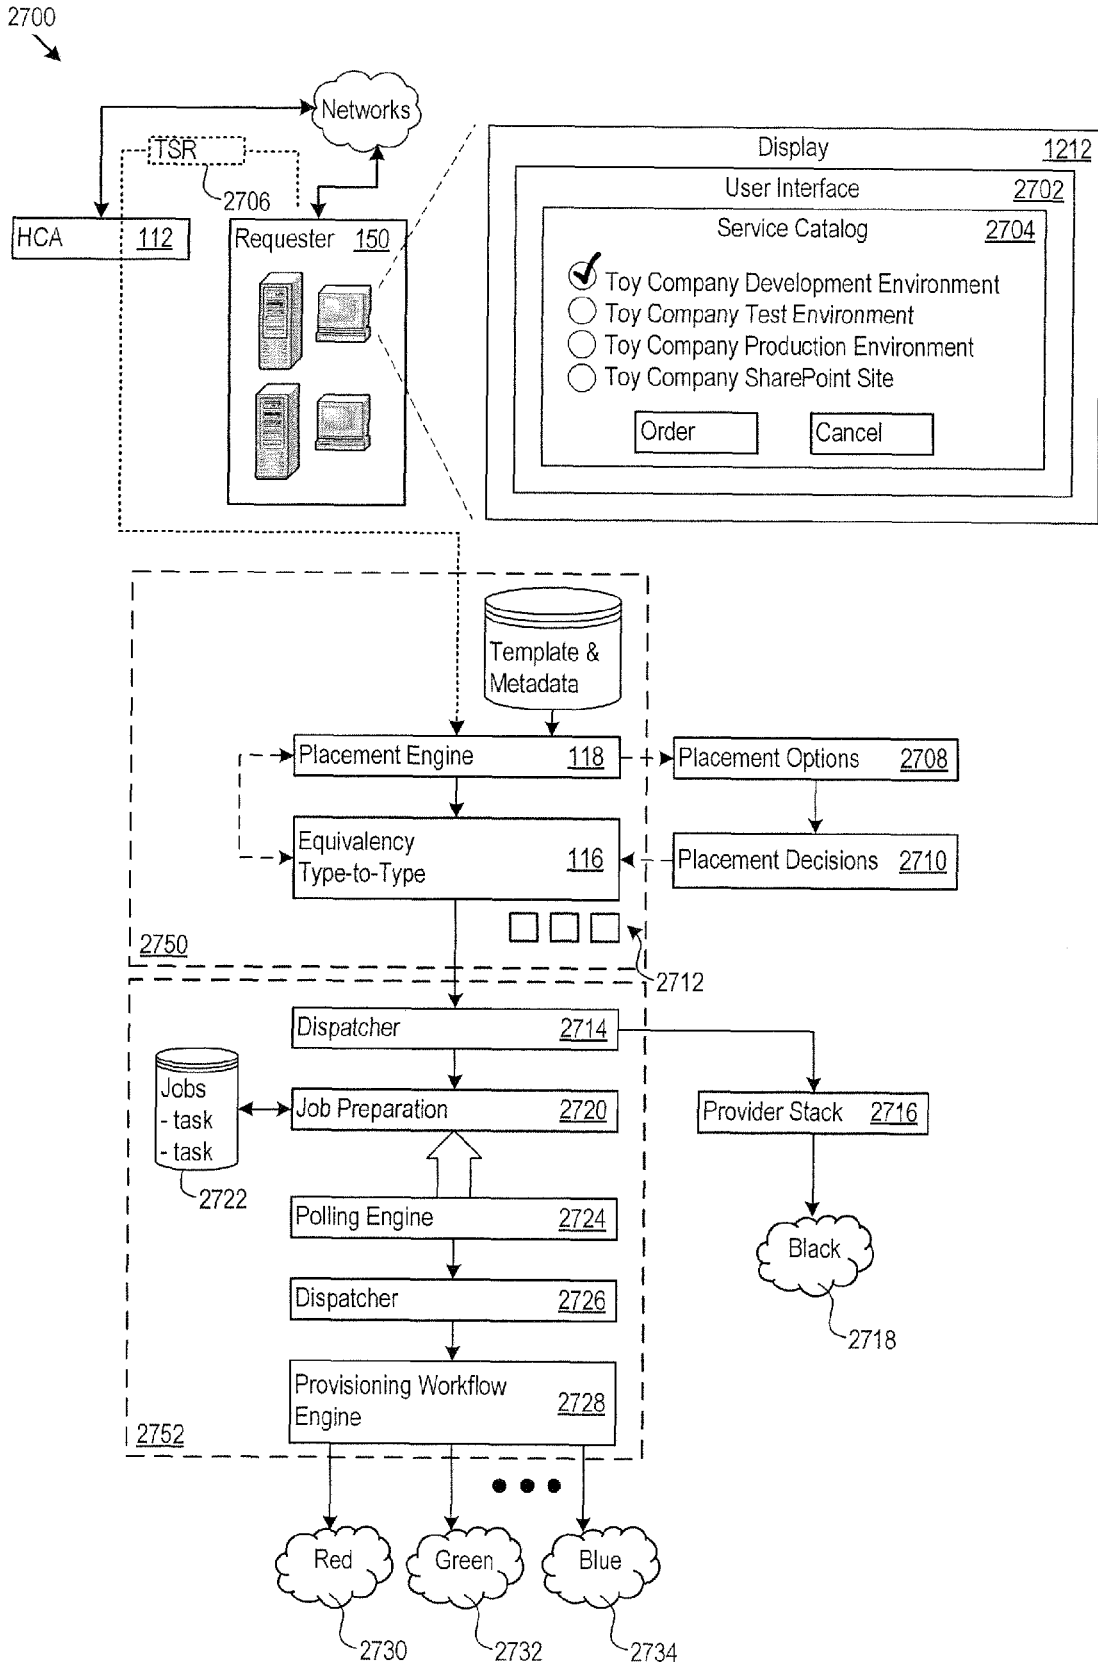 2700
Networks
TSR
2706
HCA 112
Requester 150
Display 1212
User Interface 2702
Service Catalog 2704
Toy Company Development Environment
Toy Company Test Environment
Toy Company Production Environment
Toy Company SharePoint Site
Order
Cancel
Template &
Metadata
Placement Engine 118
Placement Options 2708
Equivalency
Type-to-Type
116
Placement Decisions 2710
2750
2712
Dispatcher 2714
Jobs
- task
- task
2722
Job Preparation 2720
Provider Stack 2716
Polling Engine 2724
Black
2718
Dispatcher 2726
Provisioning Workflow
Engine
2728
2752
Red
Green
Blue
2730
2732
2734